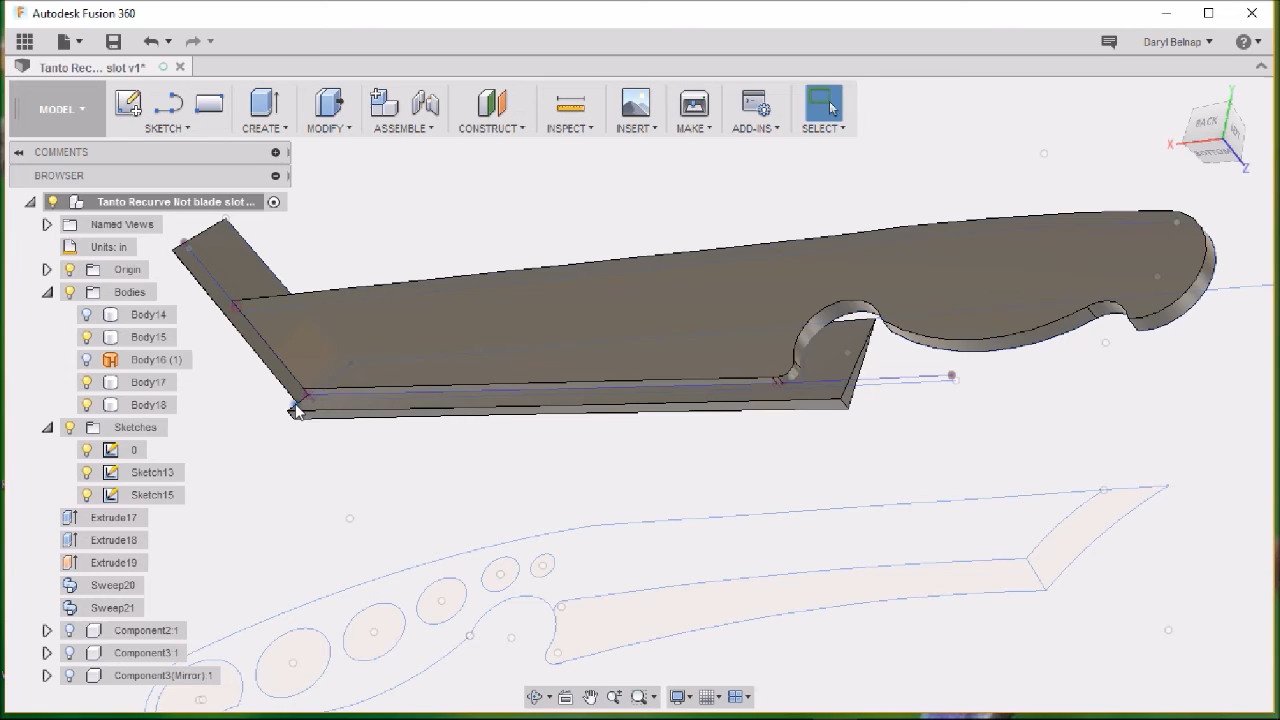 Autodesk Fusion 360
Daryl Belnap
Tanto Rec... slot v1*
MODEL
SKETCH
CREATE
MODIFY
ASSEMBLE
CONSTRUCT
INSPECT
INSERT
MAKE
ADD-INS
SELECT
BACK
BOTTOM
X
Y
Z
COMMENTS
BROWSER
Tanto Recurve Not blade slot ...
Named Views
Units: in
Origin
Bodies
Body14
Body15
Body16 (1)
Body17
Body18
Sketches
0
Sketch13
Sketch15
Extrude17
Extrude18
Extrude19
Sweep20
Sweep21
Component2:1
Component3:1
Component3(Mirror):1